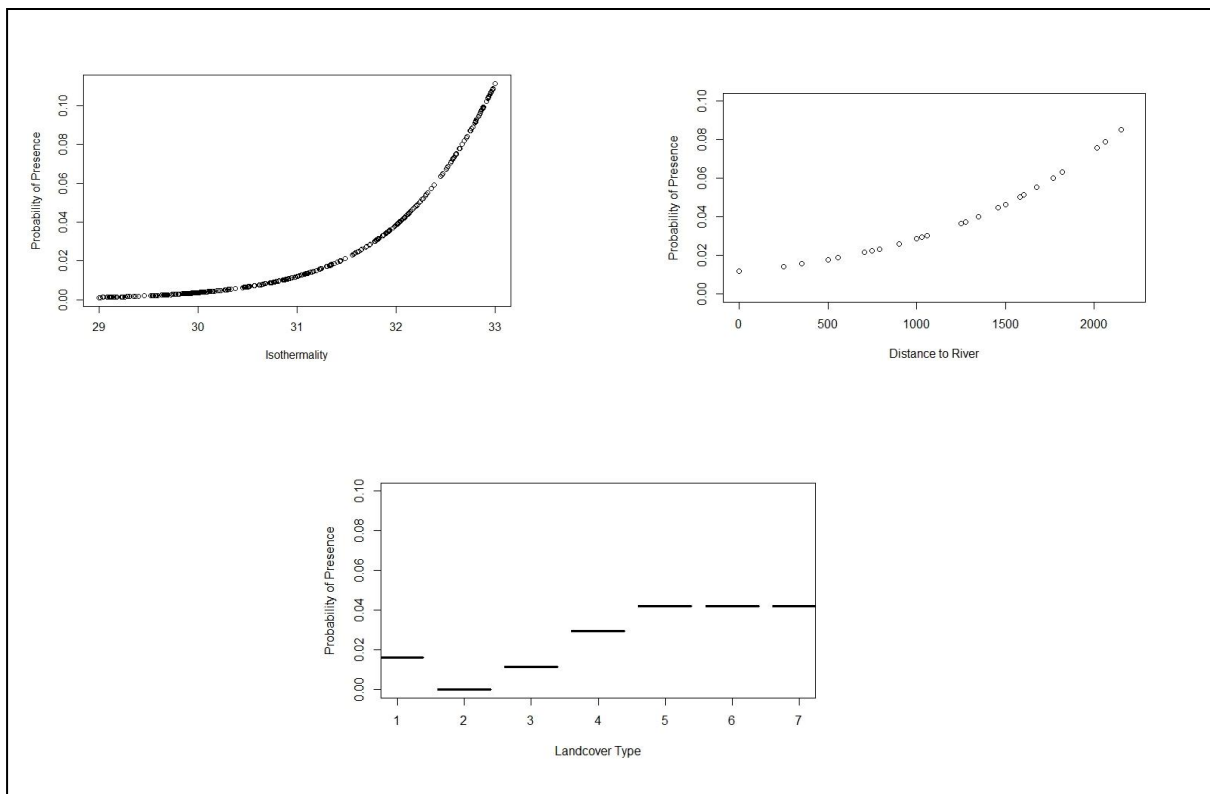 Probability of Presence
0.00 0.02 0.04 0.06 0.08 0.10
29 30 31 32 33
Isothermality
Probability of Presence
0.00 0.02 0.04 0.06 0.08 0.10
0 500 1000 1500 2000
Distance to River
Probability of Presence
0.00 0.02 0.04 0.06 0.08 0.10
1 2 3 4 5 6 7
Landcover Type